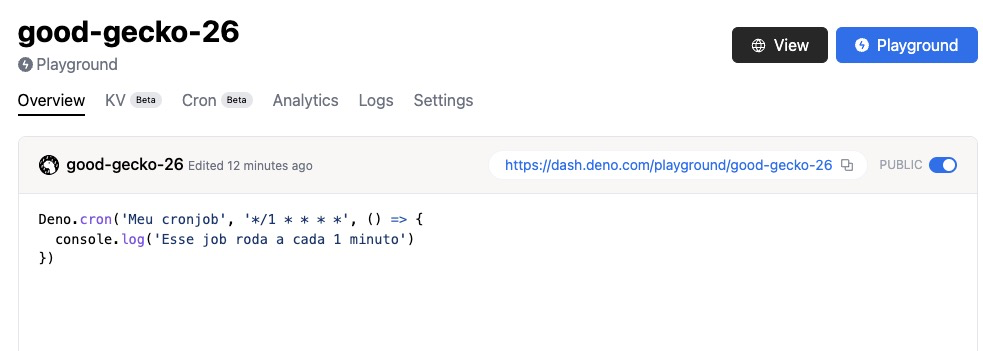 good-gecko-26
Playground
View
Playground
Overview KV Beta Cron Beta Analytics Logs Settings
good-gecko-26 Edited 12 minutes ago https://dash.deno.com/playground/good-gecko-26 PUBLIC
Deno.cron('Meu cronjob', '*/1 * * * *', () => {
  console.log('Esse job roda a cada 1 minuto')
})